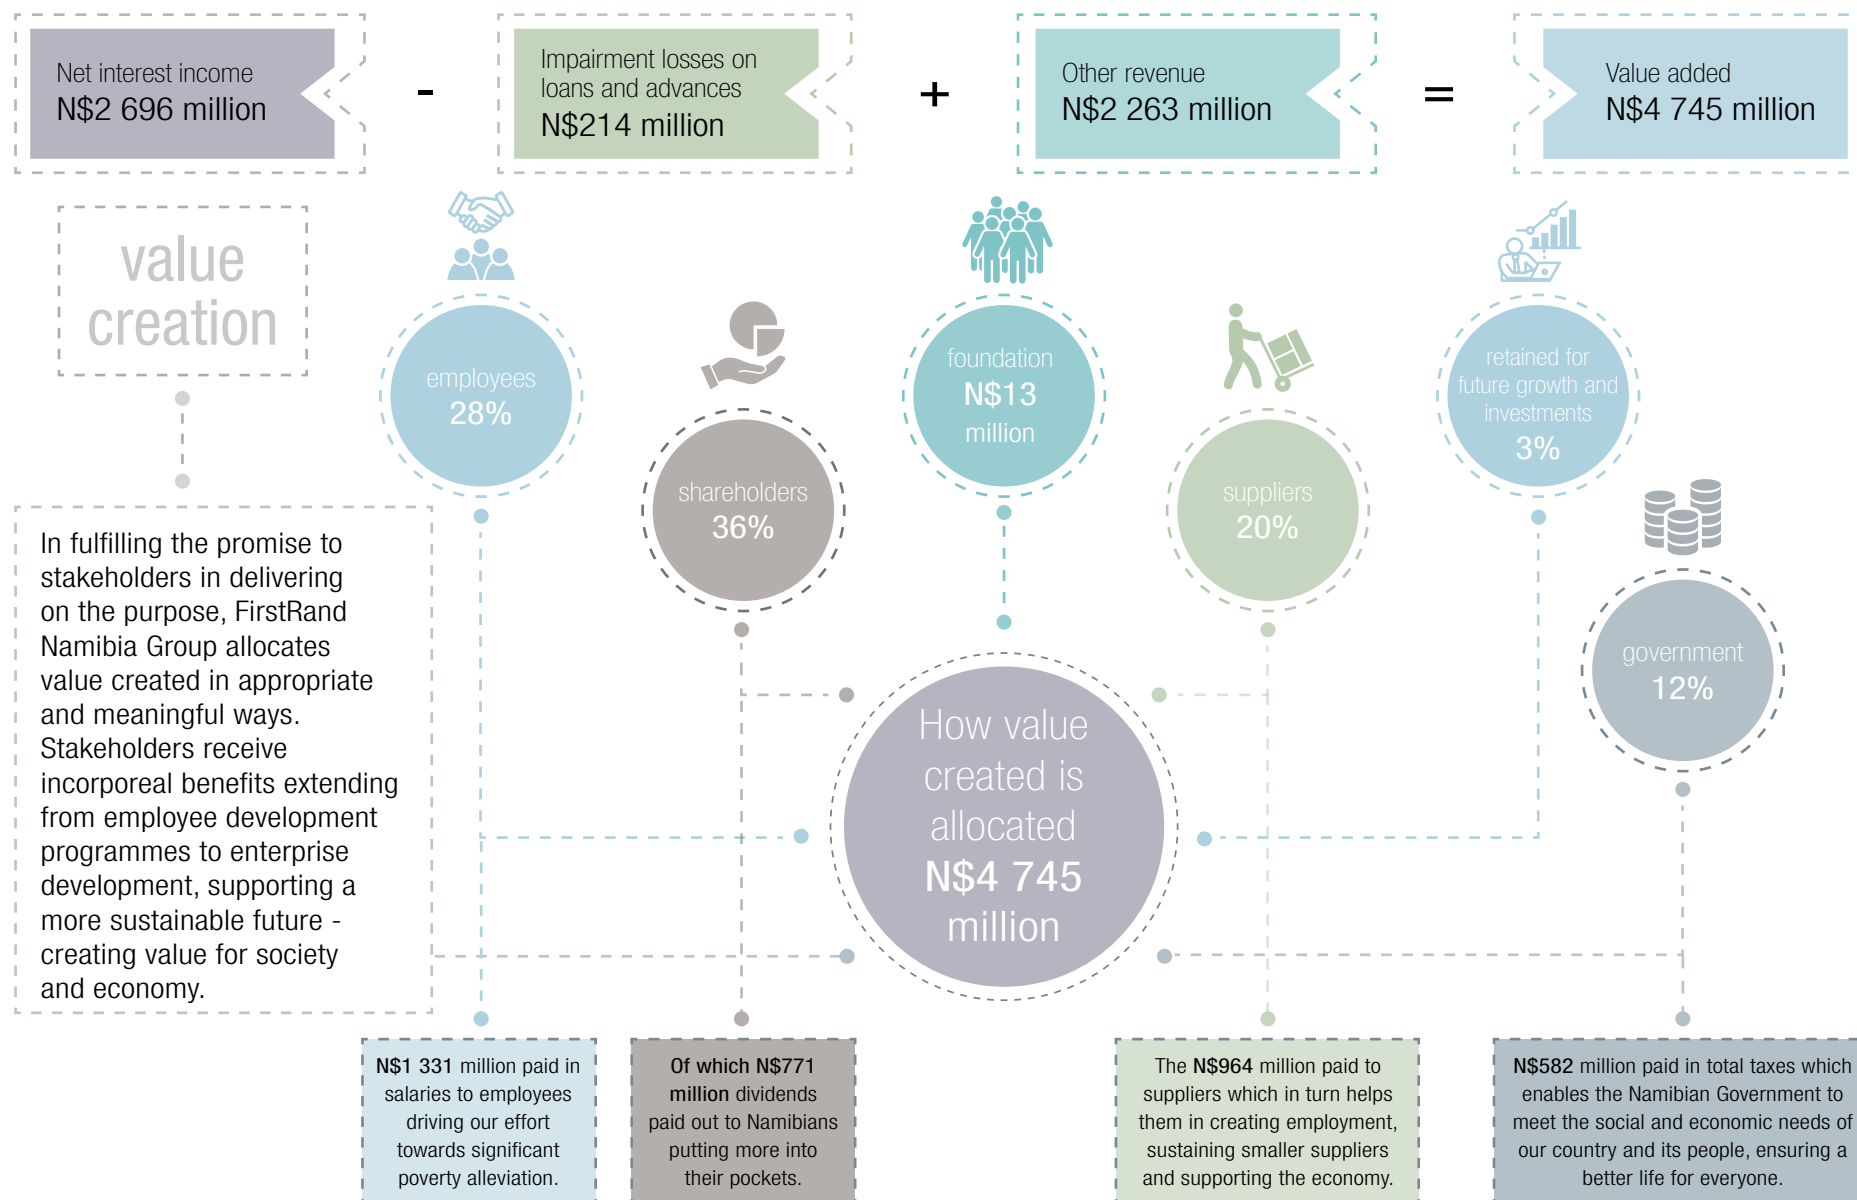 Net interest income
N$2 696 million
-
Impairment losses on
loans and advances
N$214 million
+
Other revenue
N$2 263 million
=
Value added
N$4 745 million
value
creation
employees
28%
shareholders
36%
foundation
N$13
million
suppliers
20%
retained for
future growth and
investments
3%
government
12%
In fulfilling the promise to
stakeholders in delivering
on the purpose, FirstRand
Namibia Group allocates
value created in appropriate
and meaningful ways.
Stakeholders receive
incorporeal benefits extending
from employee development
programmes to enterprise
development, supporting a
more sustainable future -
creating value for society
and economy.
How value
created is
allocated
N$4 745
million
N$1 331 million paid in
salaries to employees
driving our effort
towards significant
poverty alleviation.
Of which N$771
million dividends
paid out to Namibians
putting more into
their pockets.
The N$964 million paid to
suppliers which in turn helps
them in creating employment,
sustaining smaller suppliers
and supporting the economy.
N$582 million paid in total taxes which
enables the Namibian Government to
meet the social and economic needs of
our country and its people, ensuring a
better life for everyone.